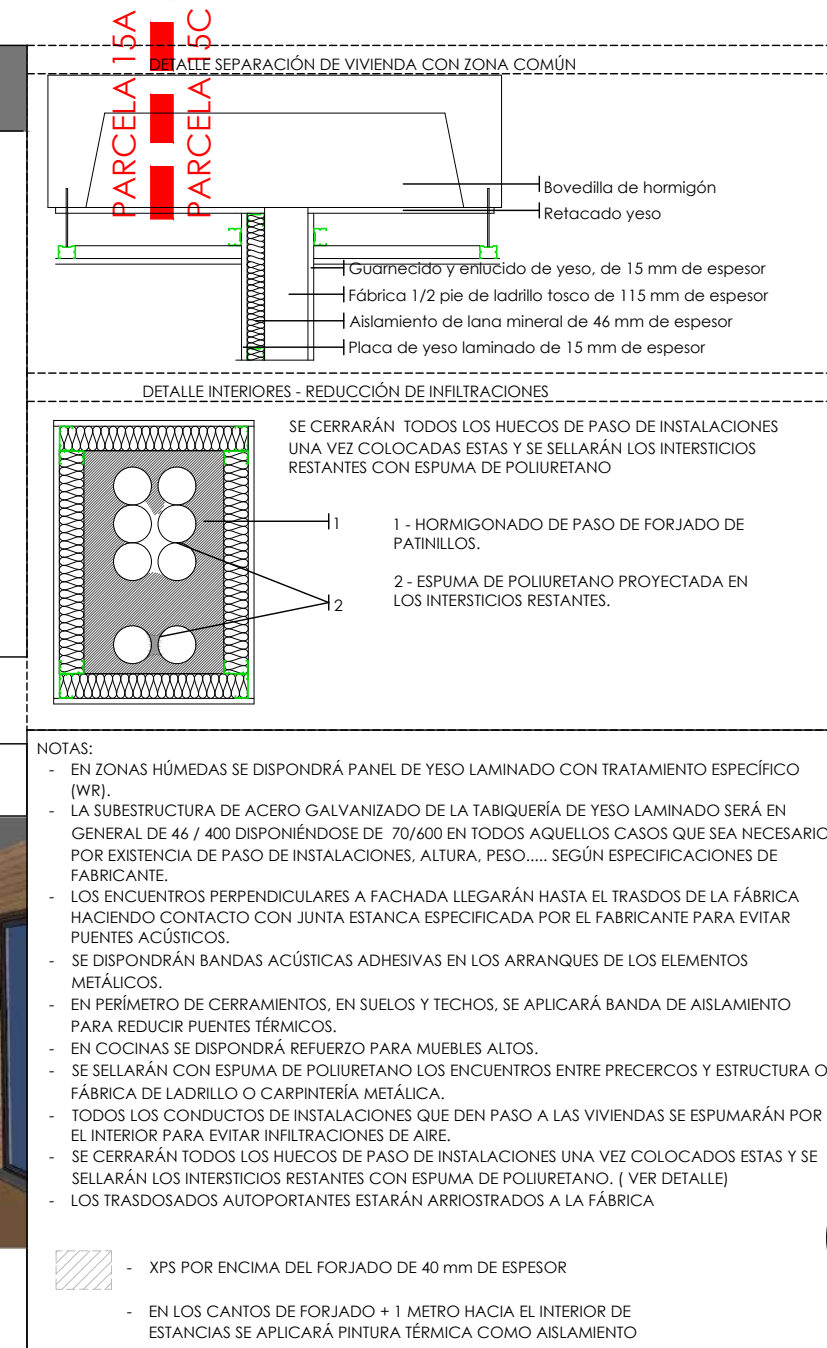 PARCELA 15A
PARCELA 15C
DETALLE SEPARACIÓN DE VIVIENDA CON ZONA COMÚN
Bovedilla de hormigón
Retacado yeso
Guarnecido y enlucido de yeso, de 15 mm de espesor
Fábrica 1/2 pie de ladrillo tosco de 115 mm de espesor
Aislamiento de lana mineral de 46 mm de espesor
Placa de yeso laminado de 15 mm de espesor
DETALLE INTERIORES - REDUCCIÓN DE INFILTRACIONES
SE CERRARÁN TODOS LOS HUECOS DE PASO DE INSTALACIONES
UNA VEZ COLOCADAS ESTAS Y SE SELLARÁN LOS INTERSTICIOS
RESTANTES CON ESPUMA DE POLIURETANO
1
1 - HORMIGONADO DE PASO DE FORJADO DE
PATINILLOS.
2
2 - ESPUMA DE POLIURETANO PROYECTADA EN
LOS INTERSTICIOS RESTANTES.
NOTAS:
- EN ZONAS HÚMEDAS SE DISPONDRÁ PANEL DE YESO LAMINADO CON TRATAMIENTO ESPECÍFICO
(WR).
- LA SUBESTRUCTURA DE ACERO GALVANIZADO DE LA TABIQUERÍA DE YESO LAMINADO SERÁ EN
GENERAL DE 46 / 400 DISPONIÉNDOSE DE 70/600 EN TODOS AQUELLOS CASOS QUE SEA NECESARIO
POR EXISTENCIA DE PASO DE INSTALACIONES, ALTURA, PESO..... SEGÚN ESPECIFICACIONES DE
FABRICANTE.
- LOS ENCUENTROS PERPENDICULARES A FACHADA LLEGARÁN HASTA EL TRASDOS DE LA FÁBRICA
HACIENDO CONTACTO CON JUNTA ESTANCA ESPECIFICADA POR EL FABRICANTE PARA EVITAR
PUENTES ACÚSTICOS.
- SE DISPONDRÁN BANDAS ACÚSTICAS ADHESIVAS EN LOS ARRANQUES DE LOS ELEMENTOS
METÁLICOS.
- EN PERÍMETRO DE CERRAMIENTOS, EN SUELOS Y TECHOS, SE APLICARÁ BANDA DE AISLAMIENTO
PARA REDUCIR PUENTES TÉRMICOS.
- EN COCINAS SE DISPONDRÁ REFUERZO PARA MUEBLES ALTOS.
- SE SELLARÁN CON ESPUMA DE POLIURETANO LOS ENCUENTROS ENTRE PRECERCOS Y ESTRUCTURA O
FÁBRICA DE LADRILLO O CARPINTERÍA METÁLICA.
- TODOS LOS CONDUCTOS DE INSTALACIONES QUE DEN PASO A LAS VIVIENDAS SE ESPUMARÁN POR
EL INTERIOR PARA EVITAR INFILTRACIONES DE AIRE.
- SE CERRARÁN TODOS LOS HUECOS DE PASO DE INSTALACIONES UNA VEZ COLOCADOS ESTAS Y SE
SELLARÁN LOS INTERSTICIOS RESTANTES CON ESPUMA DE POLIURETANO. ( VER DETALLE)
- LOS TRASDOSADOS AUTOPORTANTES ESTARÁN ARRIOSTRADOS A LA FÁBRICA
- XPS POR ENCIMA DEL FORJADO DE 40 mm DE ESPESOR
- EN LOS CANTOS DE FORJADO + 1 METRO HACIA EL INTERIOR DE
ESTANCIAS SE APLICARÁ PINTURA TÉRMICA COMO AISLAMIENTO